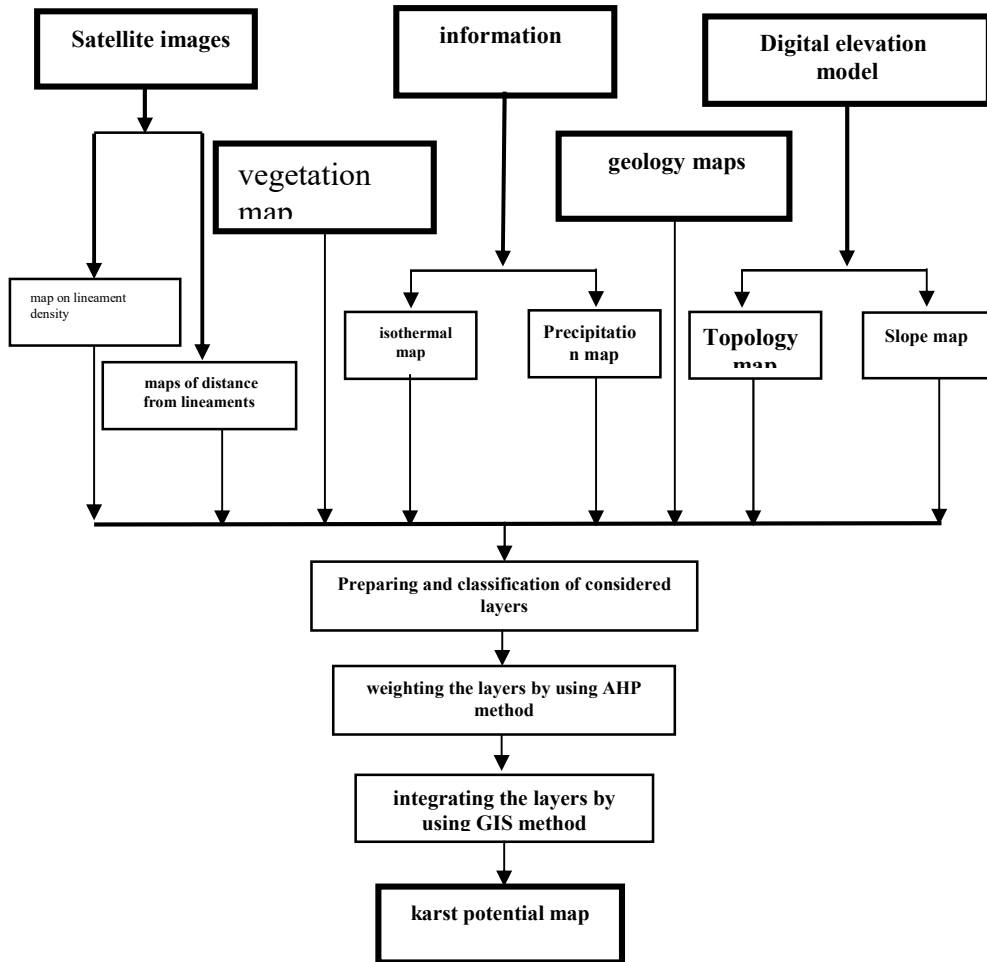 Satellite images
information
Digital elevation
model
vegetation
map
geology maps
map on lineament
density
isothermal
map
Precipitatio
n map
Topology
map
Slope map
maps of distance
from lineaments
Preparing and classification of considered
layers
weighting the layers by using AHP
method
integrating the layers by
using GIS method
karst potential map